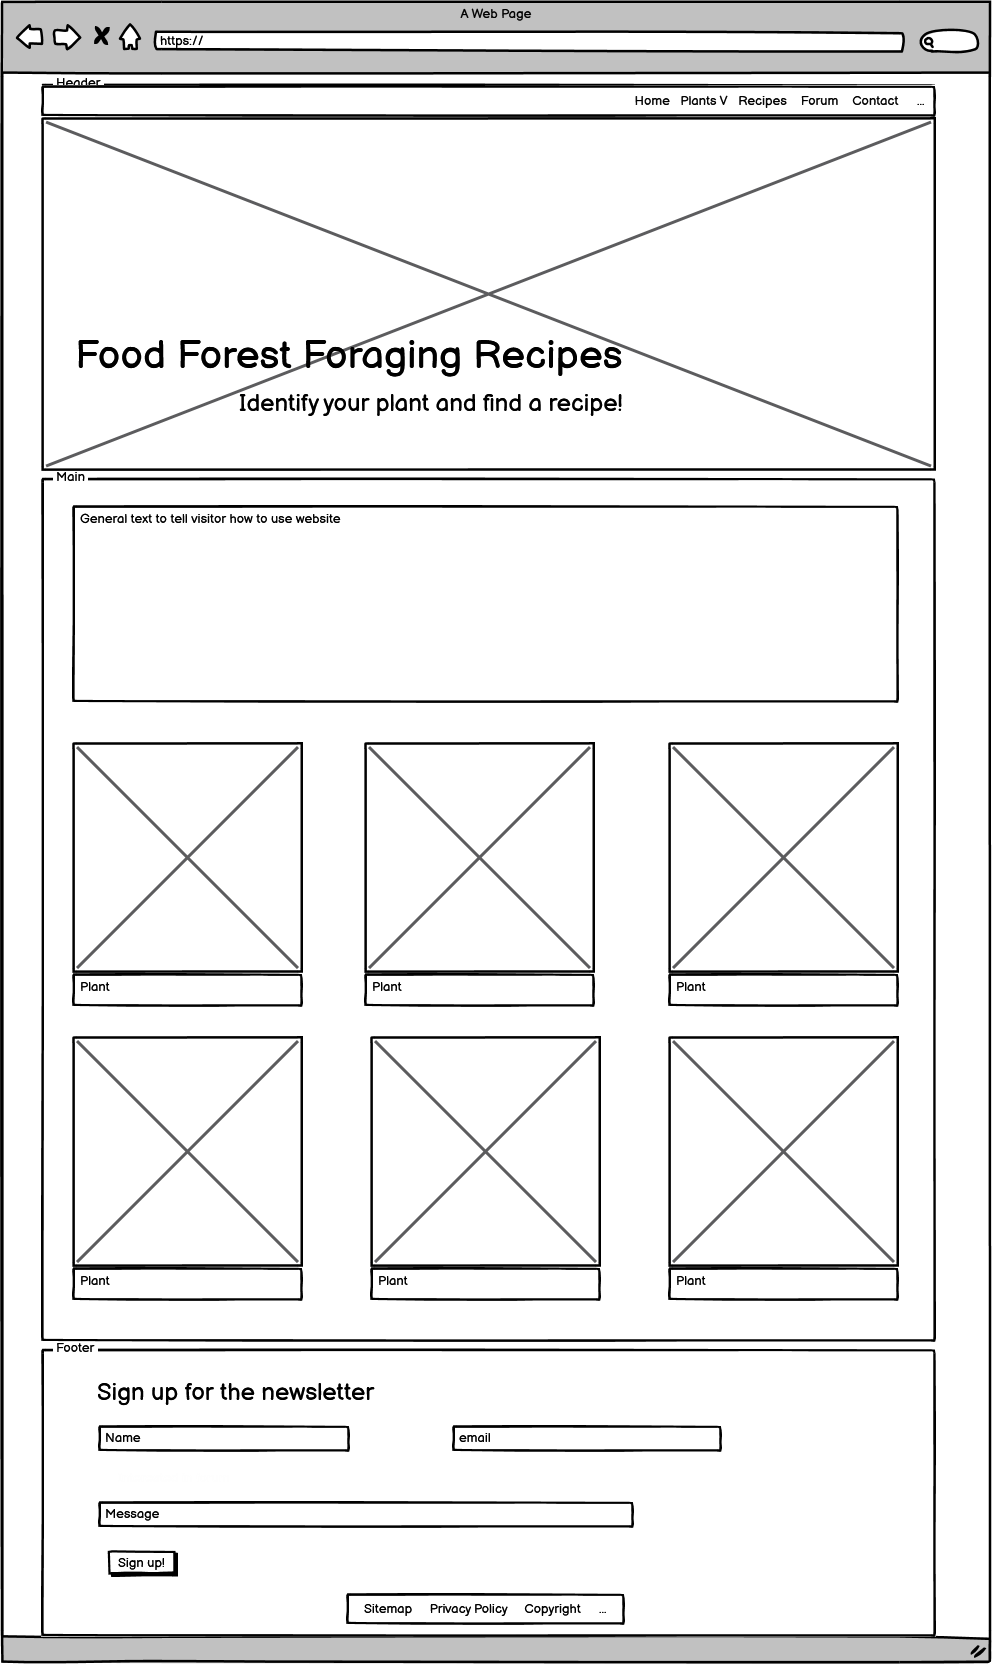 A Web Page
https://
Header
Home Plants V Recipes Forum Contact ...
Food Forest Foraging Recipes
Identify your plant and find a recipe!
Main
General text to tell visitor how to use website
Plant Plant Plant
Plant Plant Plant
Footer
Sign up for the newsletter
Name email
Message
Sign up!
Sitemap Privacy Policy Copyright ...